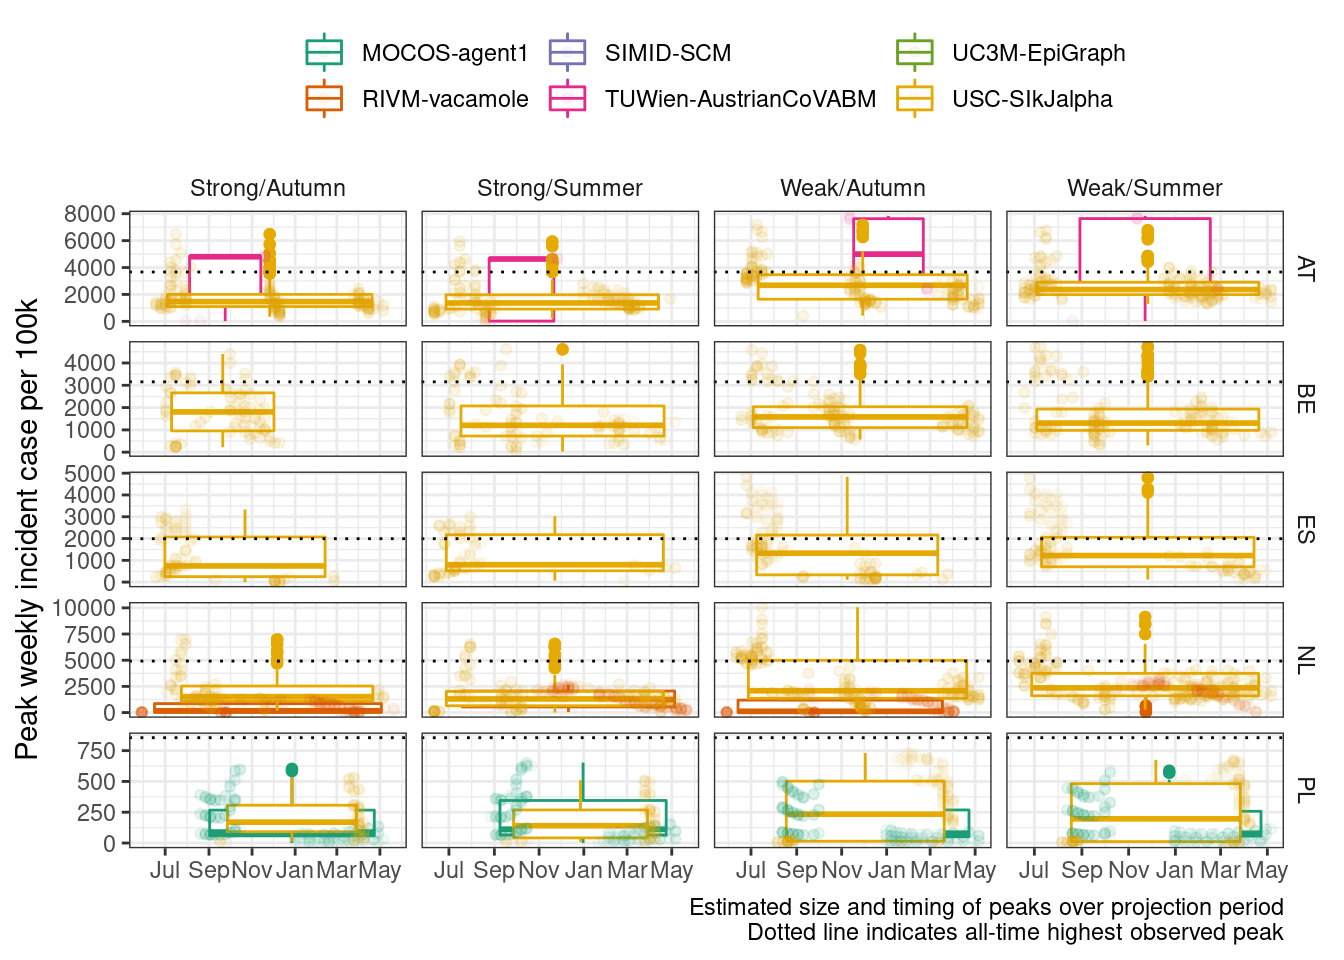 MOCOS-agent1 SIMID-SCM UC3M-EpiGraph
RIVM-vacamole TUWien-AustrianCoVABM USC-SIkJalpha
Strong/Autumn Strong/Summer Weak/Autumn Weak/Summer
Peak weekly incident case per 100k
8000
6000
4000
2000
0
AT
4000
3000
2000
1000
0
BE
5000
4000
3000
2000
1000
0
ES
10000
7500
5000
2500
0
NL
750
500
250
0
PL
Jul Sep Nov Jan Mar May Jul Sep Nov Jan Mar May Jul Sep Nov Jan Mar May Jul Sep Nov Jan Mar May
Estimated size and timing of peaks over projection period
Dotted line indicates all-time highest observed peak